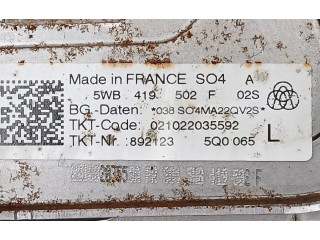 Made in FRANCE SO4 A
5WB 419 502 F 02S
BG-Daten: *038 SO4MA22QV2S*
TKT-Code: 021022035592 L
TKT-Nr.: 892123 5Q0 065